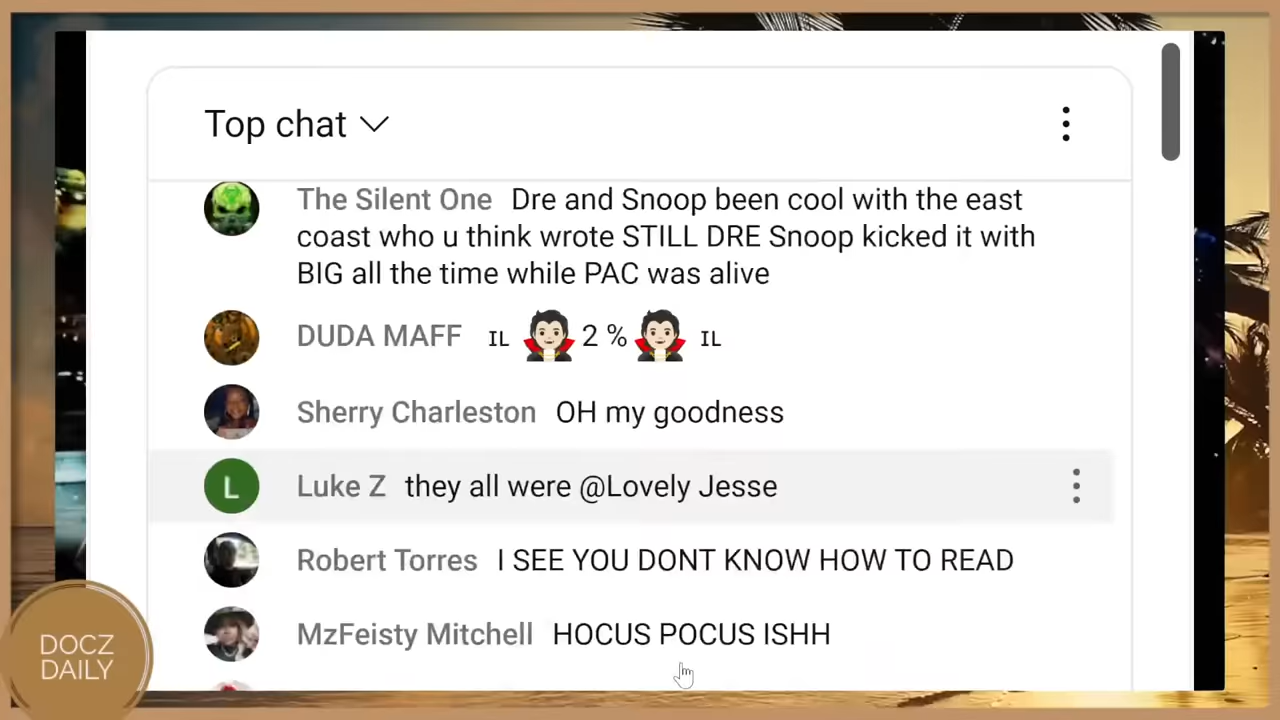 Top chat
The Silent One Dre and Snoop been cool with the east
coast who u think wrote STILL DRE Snoop kicked it with
BIG all the time while PAC was alive
DUDA MAFF IL 🧛🏻‍♂️ 2 % 🧛🏻‍♂️ IL
Sherry Charleston OH my goodness
L Luke Z they all were @Lovely Jesse
Robert Torres I SEE YOU DONT KNOW HOW TO READ
MzFeisty Mitchell HOCUS POCUS ISHH
DOCZ
DAILY